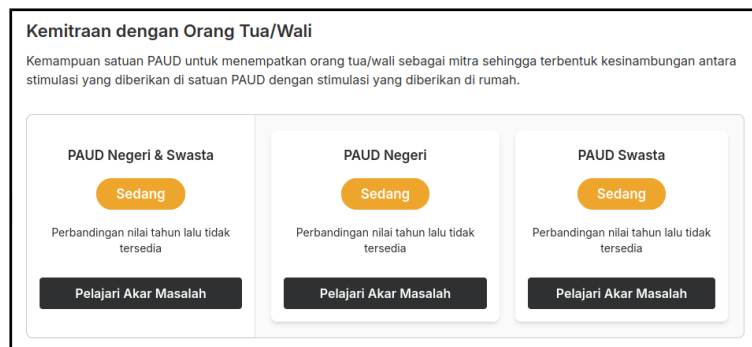 Kemitraan dengan Orang Tua/Wali
Kemampuan satuan PAUD untuk menempatkan orang tua/wali sebagai mitra sehingga terbentuk kesinambungan antara
stimulasi yang diberikan di satuan PAUD dengan stimulasi yang diberikan di rumah.
PAUD Negeri & Swasta
Sedang
Perbandingan nilai tahun lalu tidak
tersedia
Pelajari Akar Masalah
PAUD Negeri
Sedang
Perbandingan nilai tahun lalu tidak
tersedia
Pelajari Akar Masalah
PAUD Swasta
Sedang
Perbandingan nilai tahun lalu tidak
tersedia
Pelajari Akar Masalah